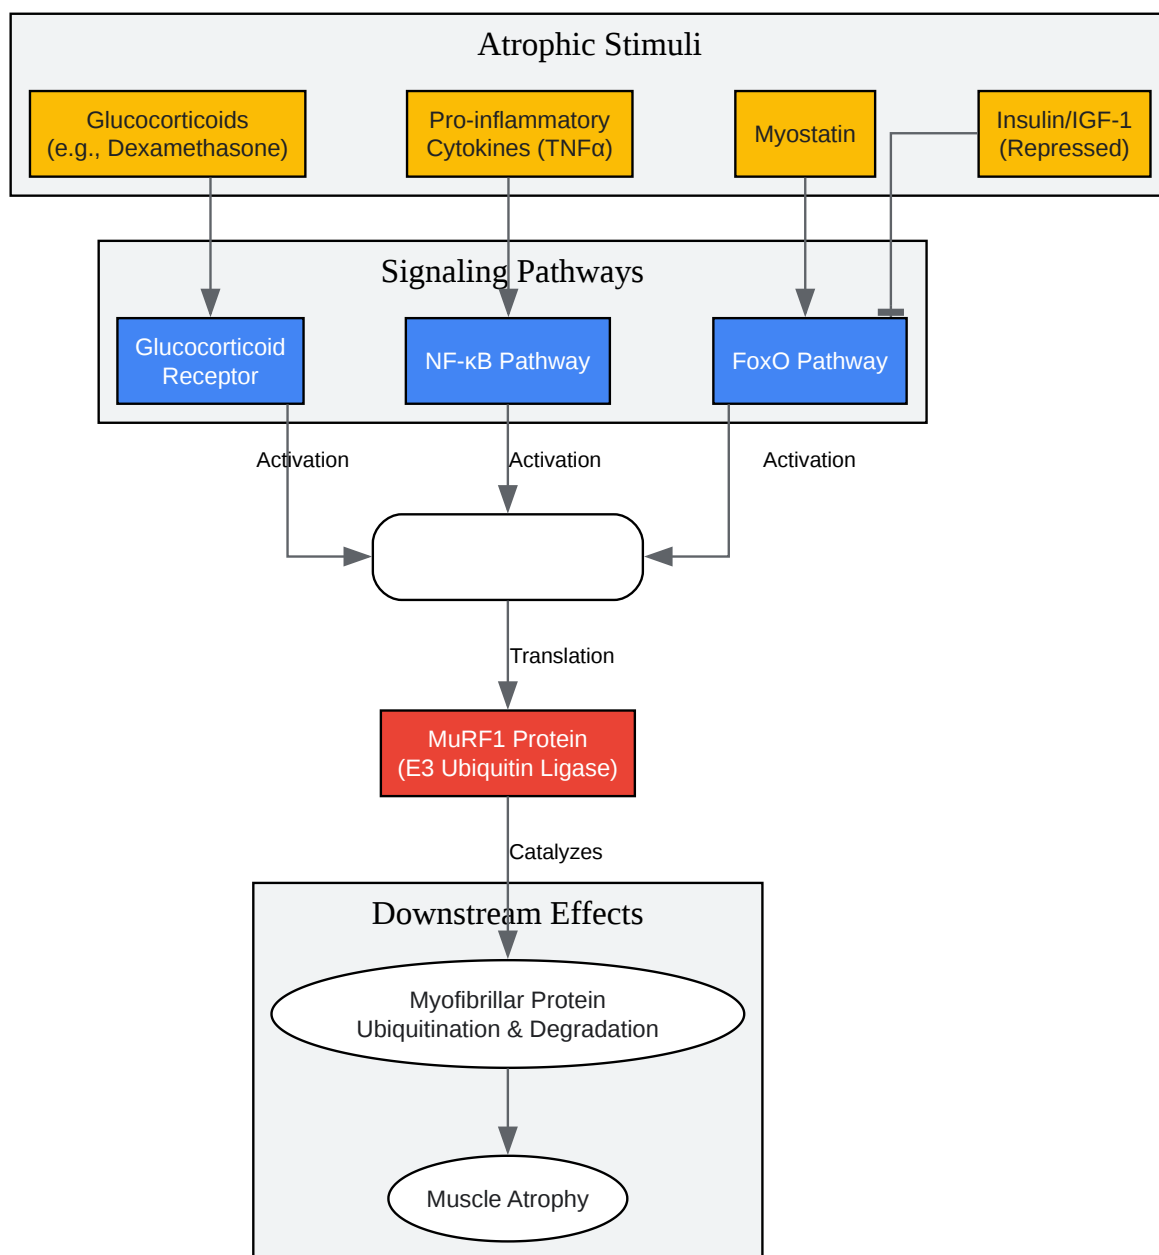 Atrophic Stimuli
Glucocorticoids
(e.g., Dexamethasone)
Pro-inflammatory
Cytokines (TNFα)
Myostatin
Insulin/IGF-1
(Repressed)
Signaling Pathways
Glucocorticoid
Receptor
NF-κB Pathway
FoxO Pathway
Activation
Activation
Activation
Translation
MuRF1 Protein
(E3 Ubiquitin Ligase)
Catalyzes
Downstream Effects
Myofibrillar Protein
Ubiquitination & Degradation
Muscle Atrophy